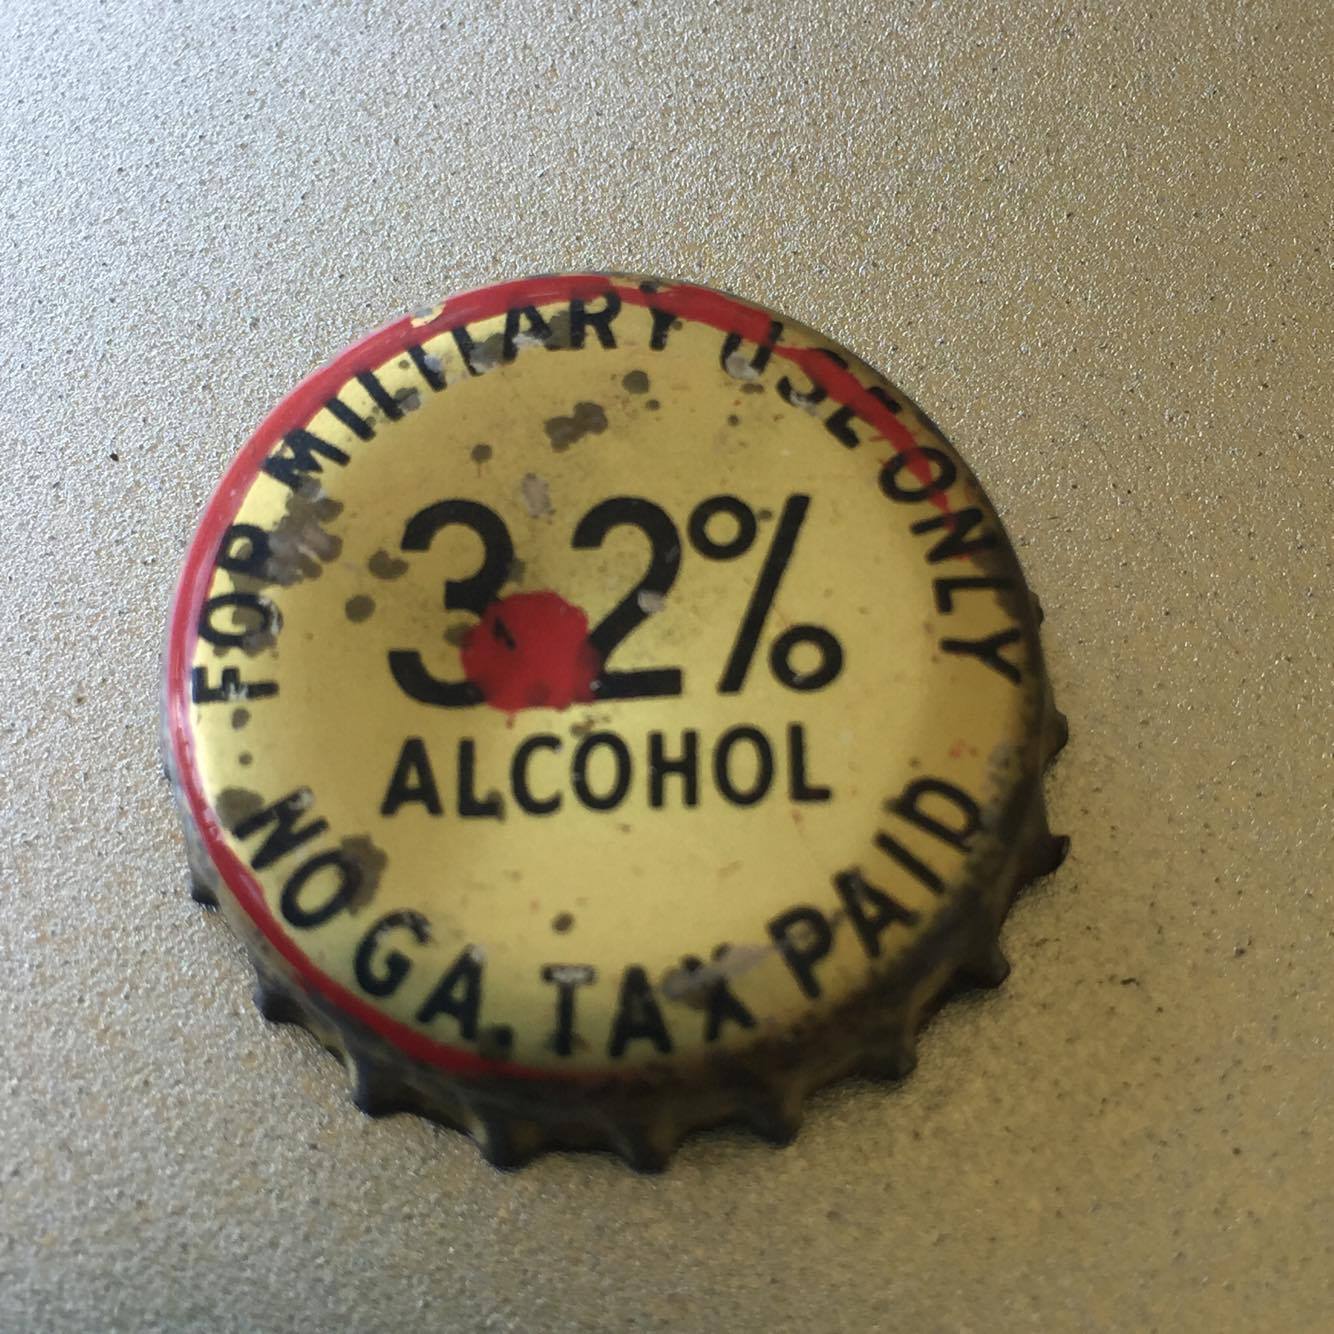 FOR MILITARY USE ONLY
3.2%
ALCOHOL
NO GA. TAX PAID